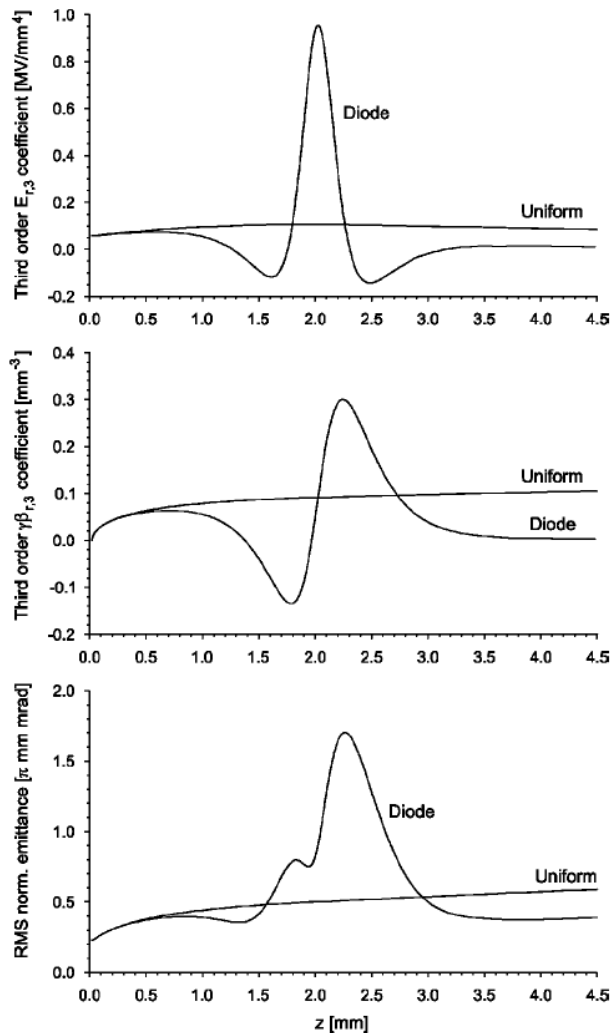 Third order E_r,3 coefficient [MV/mm⁴]
1.0
0.8
0.6
0.4
0.2
0.0
-0.2
Diode
Uniform
0.0 0.5 1.0 1.5 2.0 2.5 3.0 3.5 4.0 4.5
Third order γβ_r,3 coefficient [mm⁻³]
0.4
0.3
0.2
0.1
0.0
-0.1
-0.2
Uniform
Diode
0.0 0.5 1.0 1.5 2.0 2.5 3.0 3.5 4.0 4.5
RMS norm. emittance [π mm mrad]
2.0
1.5
1.0
0.5
0.0
Diode
Uniform
0.0 0.5 1.0 1.5 2.0 2.5 3.0 3.5 4.0 4.5
z [mm]